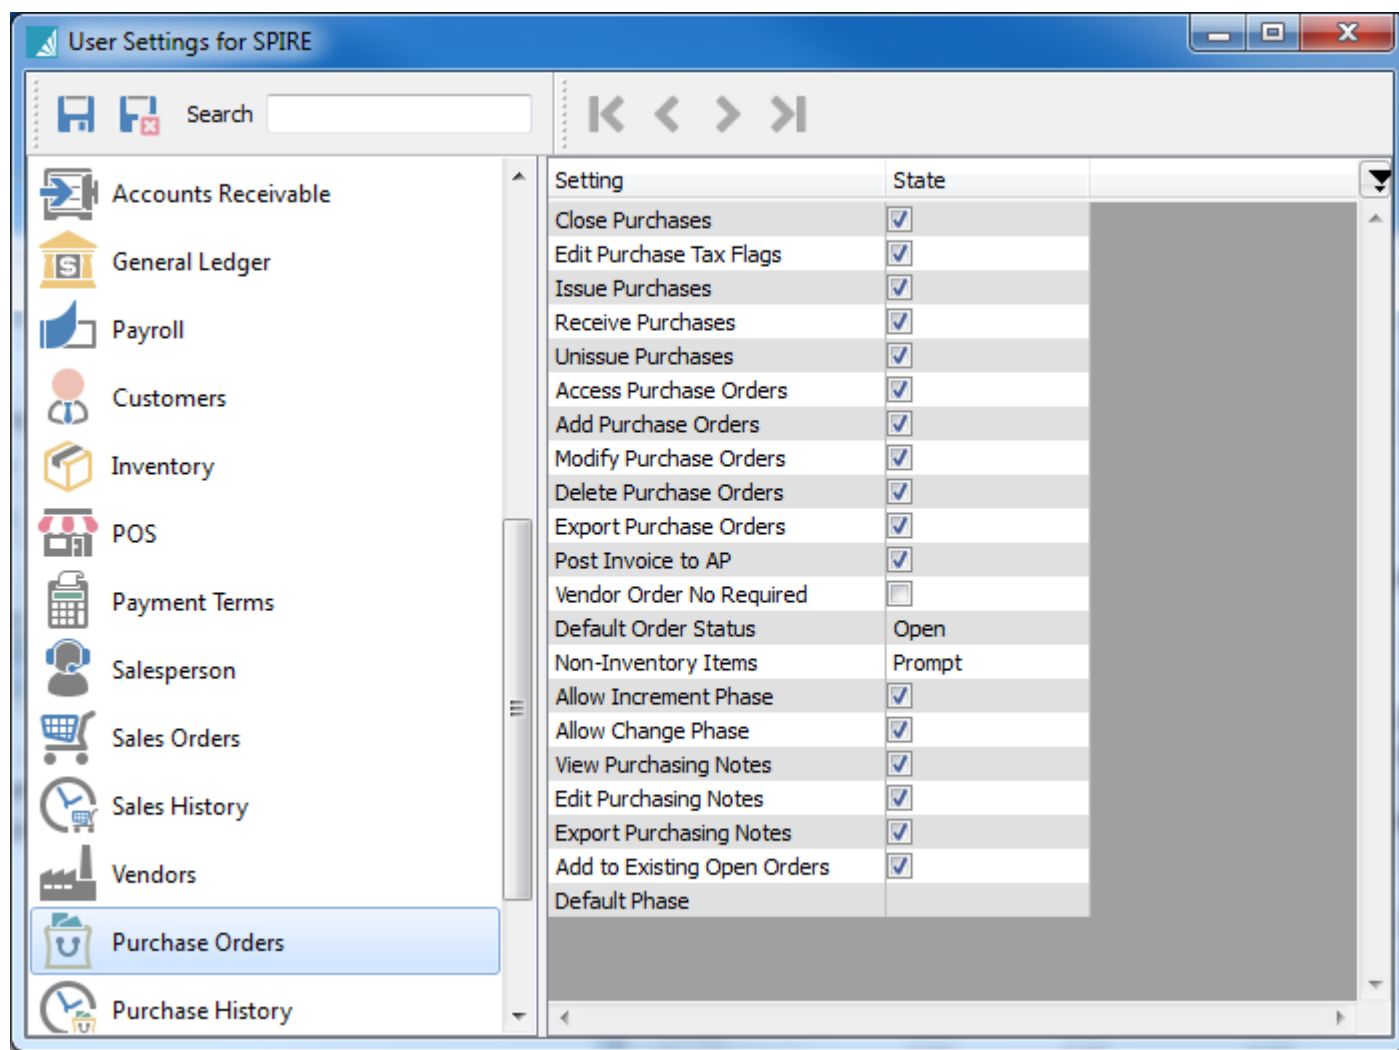 User Settings for SPIRE
Search
Accounts Receivable
General Ledger
Payroll
Customers
Inventory
POS
Payment Terms
Salesperson
Sales Orders
Sales History
Vendors
Purchase Orders
Purchase History
Setting State
Close Purchases
Edit Purchase Tax Flags
Issue Purchases
Receive Purchases
Unissue Purchases
Access Purchase Orders
Add Purchase Orders
Modify Purchase Orders
Delete Purchase Orders
Export Purchase Orders
Post Invoice to AP
Vendor Order No Required
Default Order Status Open
Non-Inventory Items Prompt
Allow Increment Phase
Allow Change Phase
View Purchasing Notes
Edit Purchasing Notes
Export Purchasing Notes
Add to Existing Open Orders
Default Phase